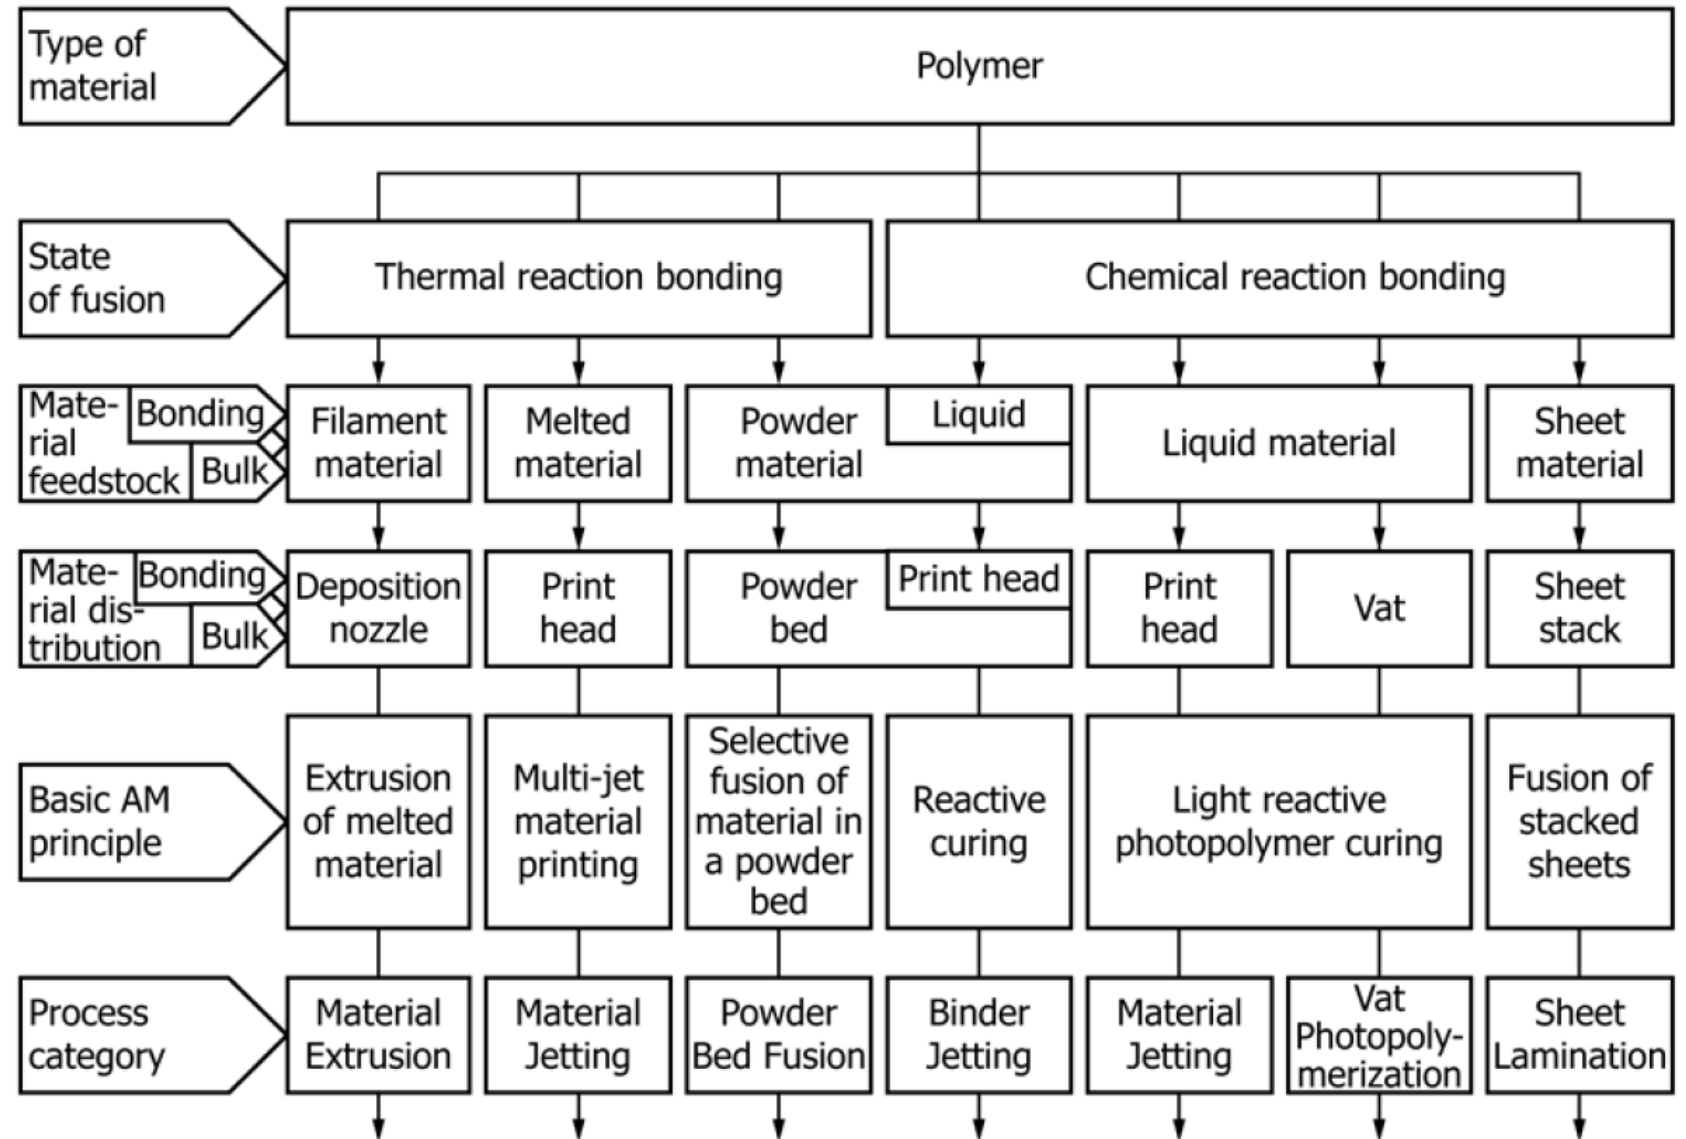 Type of
material
Polymer
State
of fusion
Thermal reaction bonding
Chemical reaction bonding
Mate-
rial
feedstock
Bonding
Bulk
Filament
material
Melted
material
Powder
material
Liquid
Liquid material
Sheet
material
Mate-
rial dis-
tribution
Bonding
Bulk
Deposition
nozzle
Print
head
Powder
bed
Print head
Print
head
Vat
Sheet
stack
Basic AM
principle
Extrusion
of melted
material
Multi-jet
material
printing
Selective
fusion of
material in
a powder
bed
Reactive
curing
Light reactive
photopolymer curing
Fusion of
stacked
sheets
Process
category
Material
Extrusion
Material
Jetting
Powder
Bed Fusion
Binder
Jetting
Material
Jetting
Vat
Photopoly-
merization
Sheet
Lamination